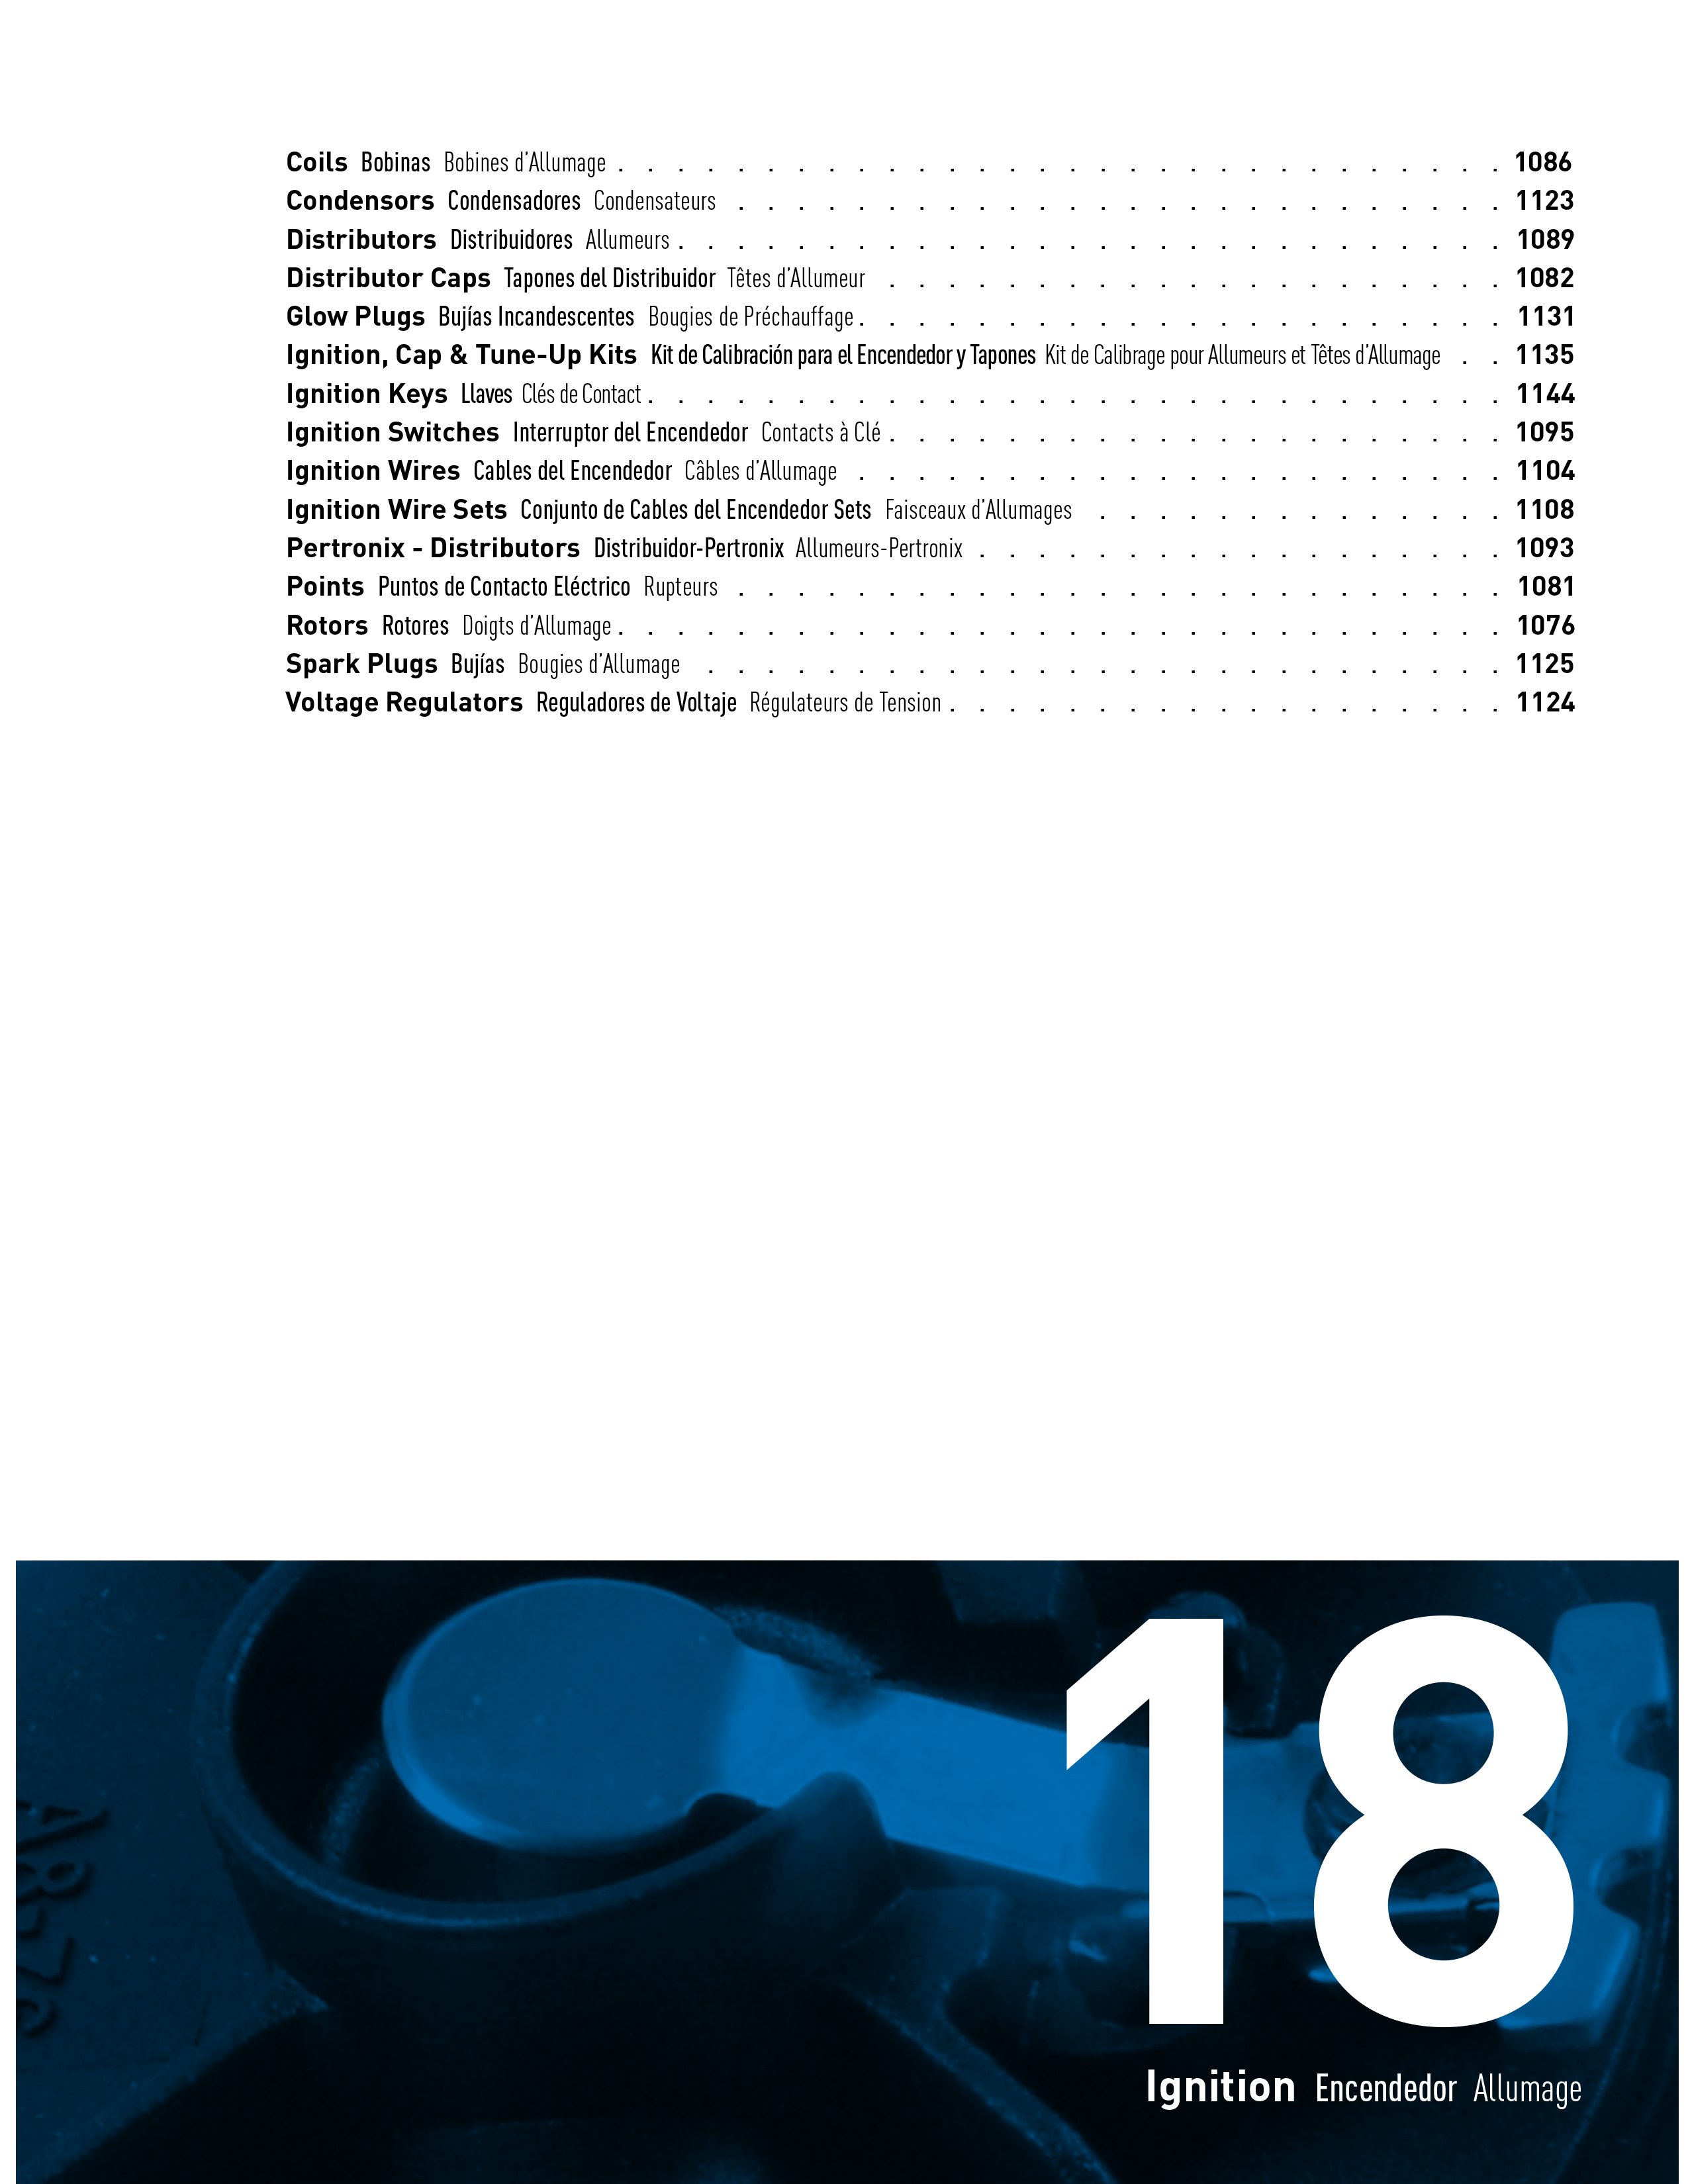 Coils Bobinas Bobines d’Allumage . . . . . . . . . . . . . . . . . . . . . . . . . . . . . . 1086
Condensors Condensadores Condensateurs . . . . . . . . . . . . . . . . . . . . . . . . . . 1123
Distributors Distribuidores Allumeurs . . . . . . . . . . . . . . . . . . . . . . . . . . . . 1089
Distributor Caps Tapones del Distribuidor Têtes d’Allumeur . . . . . . . . . . . . . . . . . . . . . 1082
Glow Plugs Bujías Incandescentes Bougies de Préchauffage . . . . . . . . . . . . . . . . . . . . . . 1131
Ignition, Cap & Tune-Up Kits Kit de Calibración para el Encendedor y Tapones Kit de Calibrage pour Allumeurs et Têtes d’Allumage . . 1135
Ignition Keys Llaves Clés de Contact . . . . . . . . . . . . . . . . . . . . . . . . . . . . . 1144
Ignition Switches Interruptor del Encendedor Contacts à Clé . . . . . . . . . . . . . . . . . . . . . 1095
Ignition Wires Cables del Encendedor Câbles d’Allumage . . . . . . . . . . . . . . . . . . . . . . 1104
Ignition Wire Sets Conjunto de Cables del Encendedor Sets Faisceaux d’Allumages . . . . . . . . . . . . . . 1108
Pertronix - Distributors Distribuidor-Pertronix Allumeurs-Pertronix . . . . . . . . . . . . . . . . . . 1093
Points Puntos de Contacto Eléctrico Rupteurs . . . . . . . . . . . . . . . . . . . . . . . . . . 1081
Rotors Rotores Doigts d’Allumage . . . . . . . . . . . . . . . . . . . . . . . . . . . . . . 1076
Spark Plugs Bujías Bougies d’Allumage . . . . . . . . . . . . . . . . . . . . . . . . . . . 1125
Voltage Regulators Reguladores de Voltaje Régulateurs de Tension . . . . . . . . . . . . . . . . . . . 1124
18
Ignition Encendedor Allumage